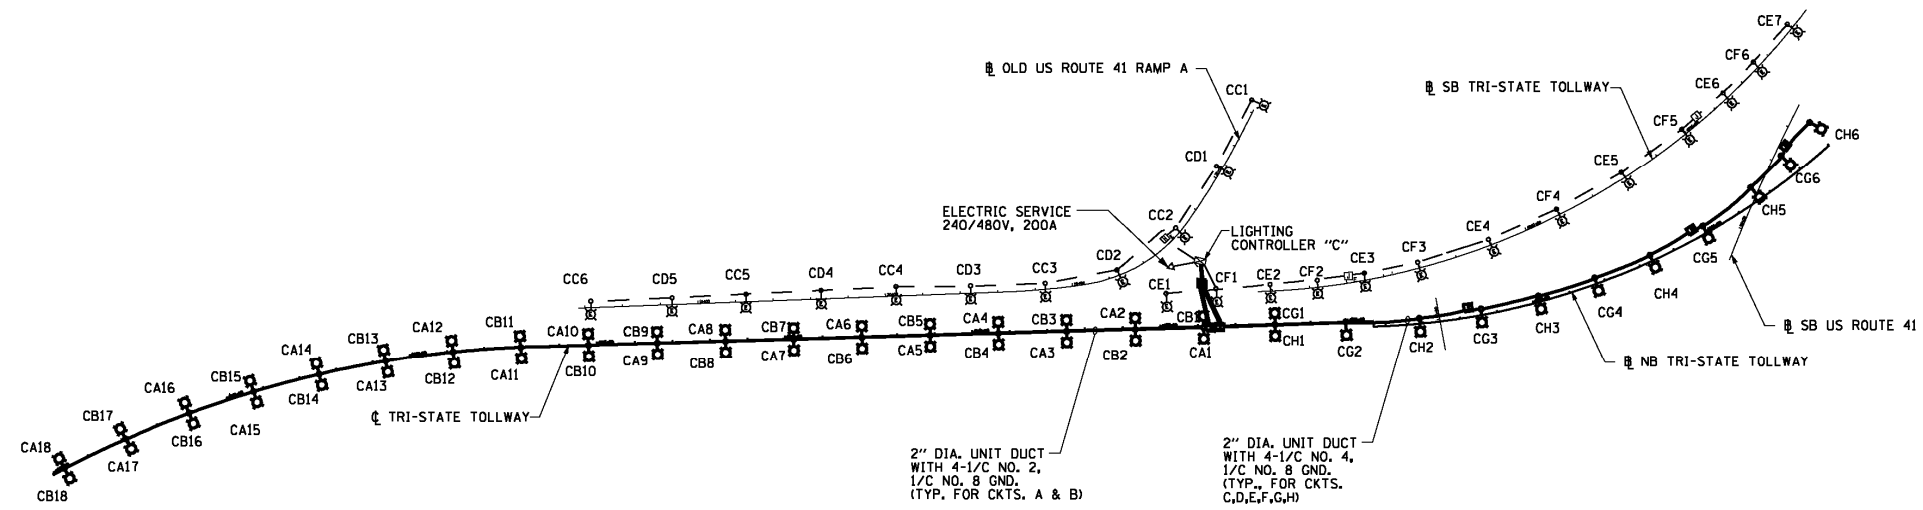 CE7
CF6
℄ OLD US ROUTE 41 RAMP A
CC1
CE6
℄ SB TRI-STATE TOLLWAY
CF5
CH6
CD1
CE5
CG6
ELECTRIC SERVICE
240/480V, 200A
CC2
LIGHTING
CONTROLLER "C"
CF4
CH5
CE4
CG5
CD2
CF3
CE3
CF2
CE2
CF1
CE1
CH4
CC6
CD5
CC5
CD4
CC4
CD3
CC3
CG4
CH3
℄ SB US ROUTE 41
CB11
CA12
CB13
CA14
CA10
CB9
CA8
CB7
CA6
CB5
CA4
CB3
CA2
CB1
CG1
CG3
CH2
CG2
CH1
CA1
CB2
CA3
CB4
CA5
CB6
CA7
CB8
CA9
CB10
CA11
CB12
CA13
CB14
℄ NB TRI-STATE TOLLWAY
CB15
CA16
CB17
CA18
CA15
CB16
CA17
CB18
℄ TRI-STATE TOLLWAY
2" DIA. UNIT DUCT
WITH 4-1/C NO. 2,
1/C NO. 8 GND.
(TYP. FOR CKTS. A & B)
2" DIA. UNIT DUCT
WITH 4-1/C NO. 4,
1/C NO. 8 GND.
(TYP., FOR CKTS.
C,D,E,F,G,H)